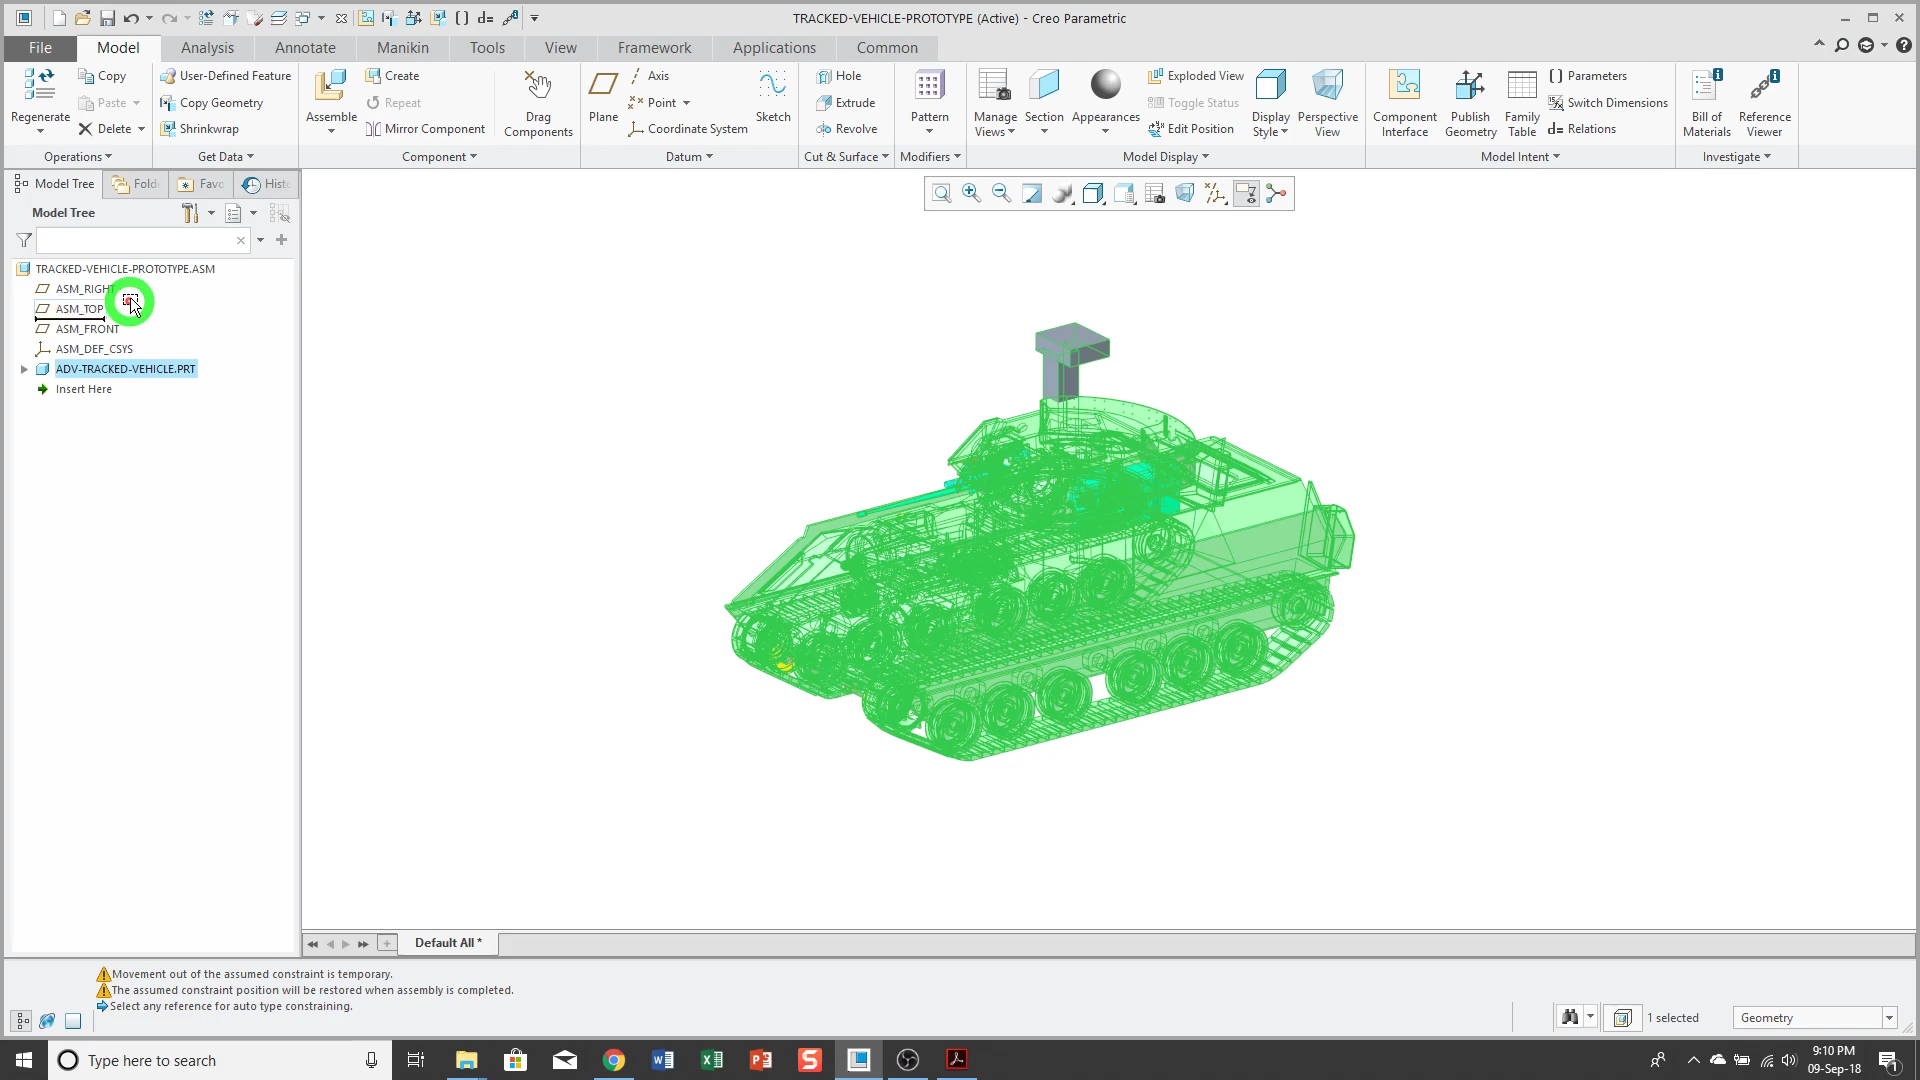 TRACKED-VEHICLE-PROTOTYPE (Active) - Creo Parametric
File Model Analysis Annotate Manikin Tools View Framework Applications Common
Regenerate
Copy
Paste
Delete
Operations
User-Defined Feature
Copy Geometry
Shrinkwrap
Get Data
Assemble
Create
Repeat
Mirror Component
Drag
Components
Component
Plane
Axis
Point
Coordinate System
Sketch
Datum
Hole
Extrude
Revolve
Cut & Surface
Pattern
Modifiers
Manage
Views
Section
Appearances
Exploded View
Toggle Status
Edit Position
Display
Style
Perspective
View
Model Display
Component
Interface
Publish
Geometry
Family
Table
Parameters
Switch Dimensions
d= Relations
Model Intent
Bill of
Materials
Reference
Viewer
Investigate
Model Tree Fold Favo Histo
Model Tree
TRACKED-VEHICLE-PROTOTYPE.ASM
ASM_RIGHT
ASM_TOP
ASM_FRONT
ASM_DEF_CSYS
ADV-TRACKED-VEHICLE.PRT
Insert Here
Default All *
Movement out of the assumed constraint is temporary.
The assumed constraint position will be restored when assembly is completed.
Select any reference for auto type constraining.
1 selected
Geometry
Type here to search
9:10 PM
09-Sep-18
1